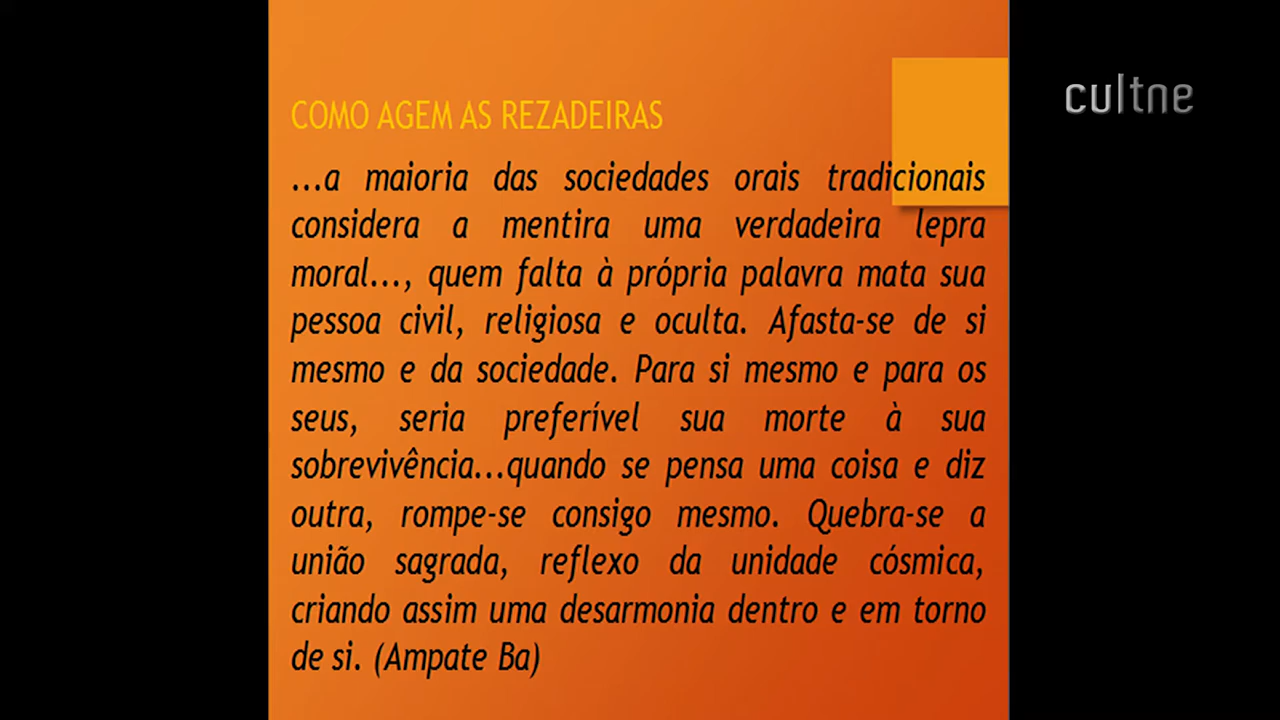 cultne
COMO AGEM AS REZADEIRAS
...a maioria das sociedades orais tradicionais
considera a mentira uma verdadeira lepra
moral..., quem falta à própria palavra mata sua
pessoa civil, religiosa e oculta. Afasta-se de si
mesmo e da sociedade. Para si mesmo e para os
seus, seria preferível sua morte à sua
sobrevivência...quando se pensa uma coisa e diz
outra, rompe-se consigo mesmo. Quebra-se a
união sagrada, reflexo da unidade cósmica,
criando assim uma desarmonia dentro e em torno
de si. (Ampate Ba)